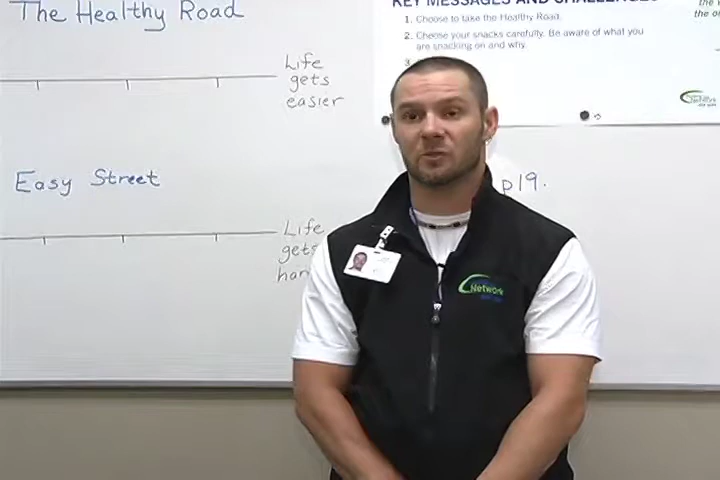 The Healthy Road
Life
gets
easier
Easy Street
Life
gets
KEY MESSAGES AND CHALLENGES
1. Choose to take the Healthy Road.
2. Choose your snacks carefully. Be aware of what you
are snacking on and why.
3
p19.
Network